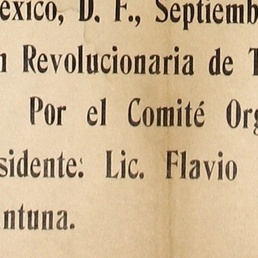 éxico, D. F., Septiemb
n Revolucionaria de T
Por el Comité Org
sidente: Lic. Flavio
ntuna.